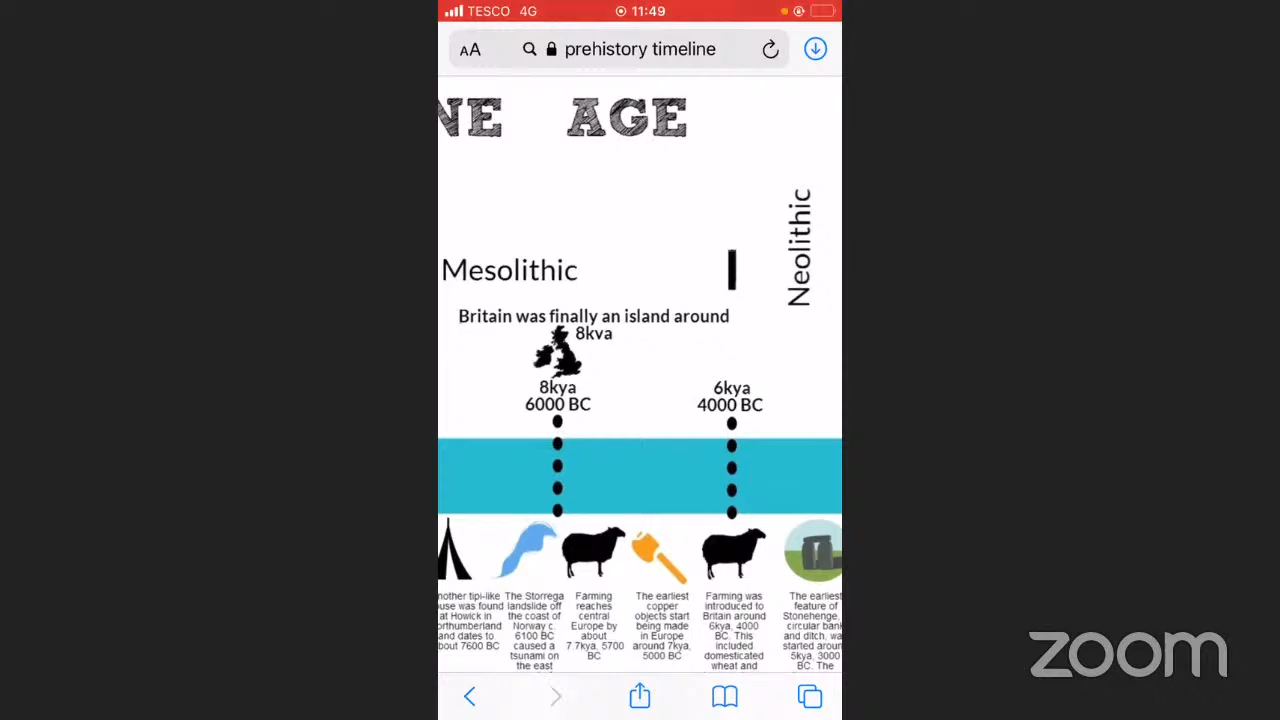 TESCO 4G 11:49
AA prehistory timeline
NE AGE
Neolithic
Mesolithic
Britain was finally an island around
8kya
8kya
6000 BC
6kya
4000 BC
nother tipi-like
use was found
at Howick in
orthumberland
and dates to
bout 7600 BC
The Storrega
landslide off
the coast of
Norway c.
6100 BC
caused a
tsunami on
the east
Farming
reaches
central
Europe by
about
7.7kya, 5700
BC
The earliest
copper
objects start
being made
in Europe
around 7kya,
5000 BC
Farming was
introduced to
Britain around
6kya, 4000
BC. This
included
domesticated
wheat and
The earliest
feature of
Stonehenge,
circular bank
and ditch, wa
started around
5kya, 3000
BC. The
zoom